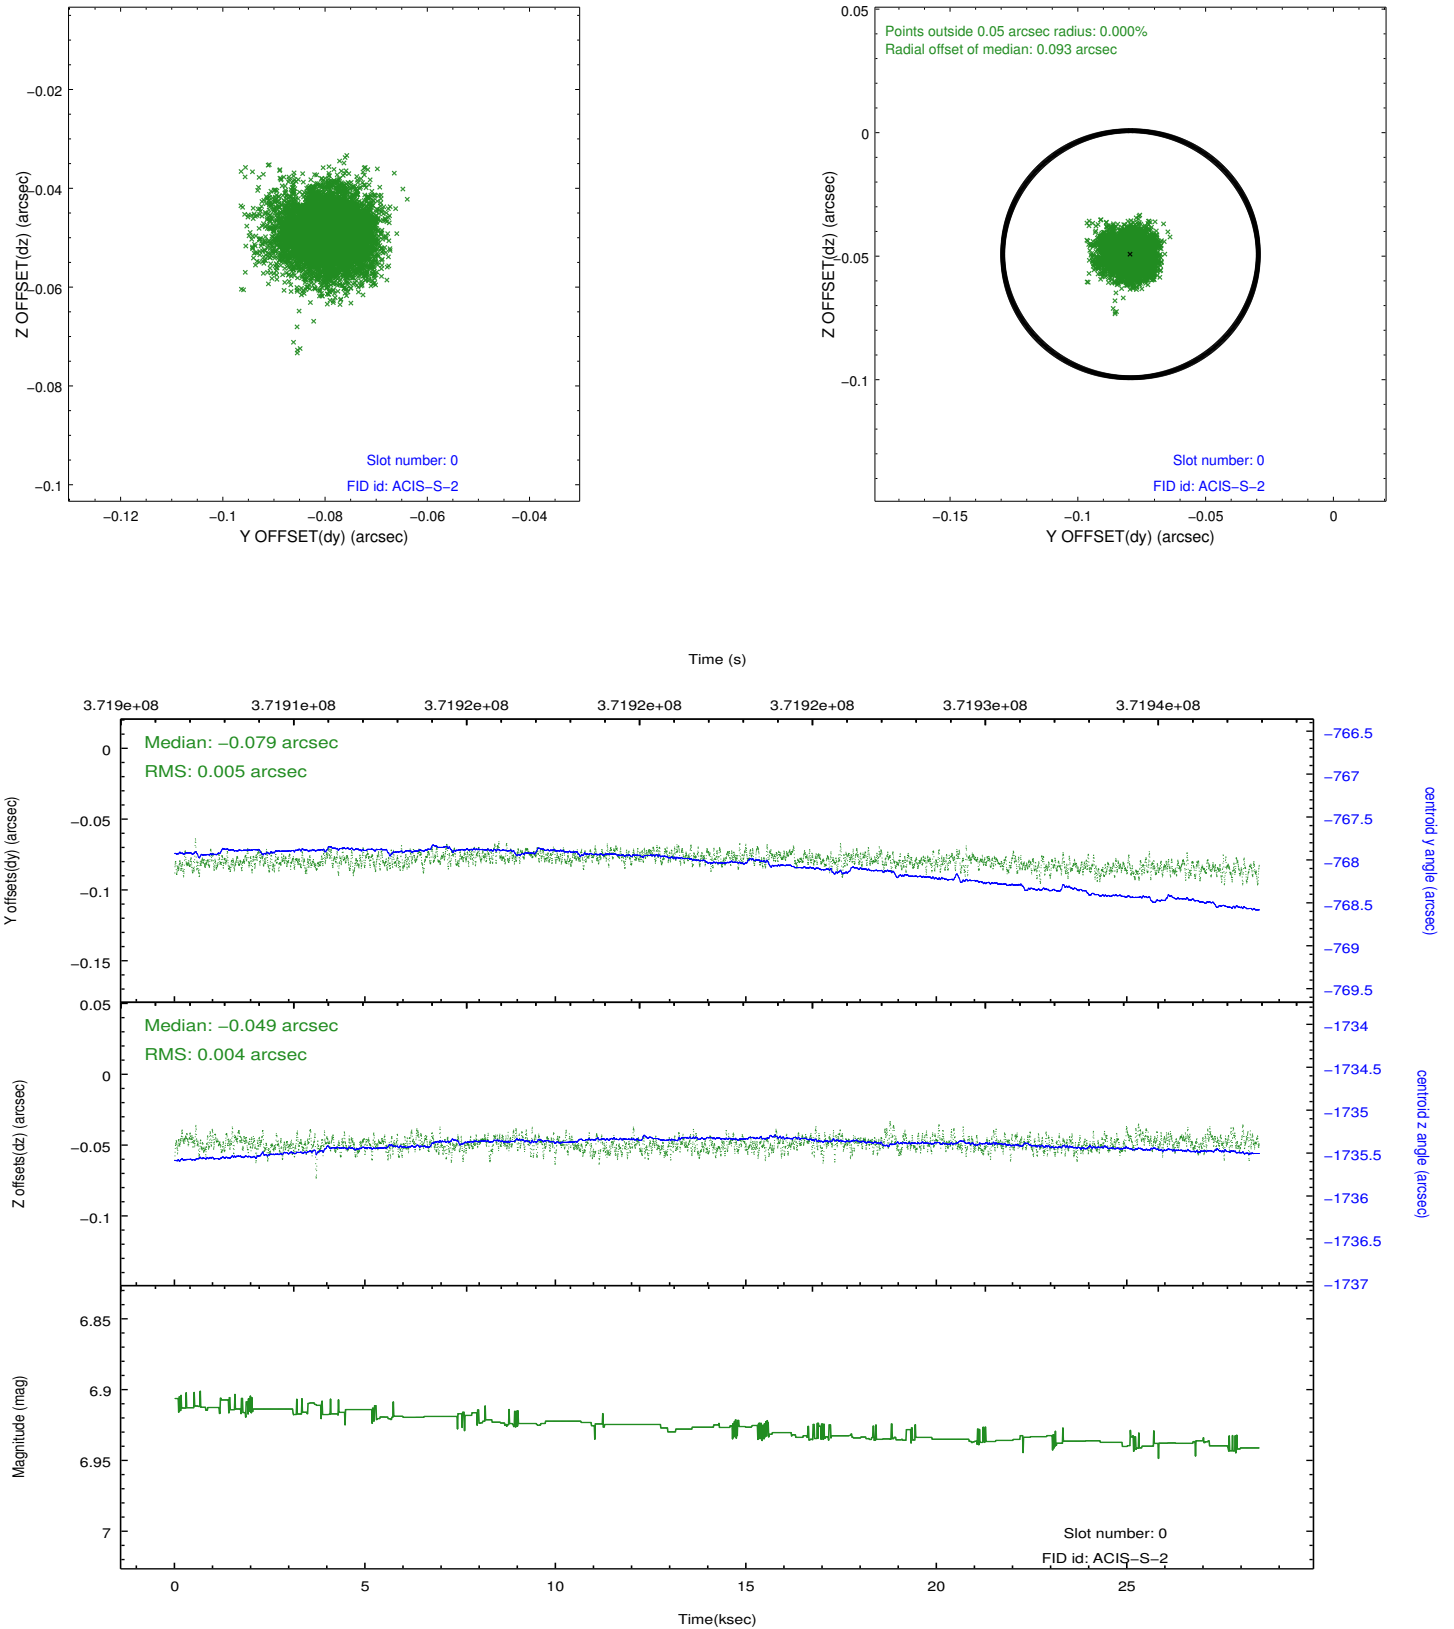 −0.02
−0.04
−0.06
−0.08
−0.1
Z OFFSET(dz) (arcsec)
Slot number: 0
FID id: ACIS−S−2
−0.12
−0.1
−0.08
−0.06
−0.04
Y OFFSET(dy) (arcsec)
0.05
0
−0.05
−0.1
Z OFFSET(dz) (arcsec)
Points outside 0.05 arcsec radius: 0.000%
Radial offset of median: 0.093 arcsec
Slot number: 0
FID id: ACIS−S−2
−0.15
−0.1
−0.05
0
Y OFFSET(dy) (arcsec)
Time (s)
3.719e+08
3.7191e+08
3.7192e+08
3.7192e+08
3.7192e+08
3.7193e+08
3.7194e+08
Y offsets(dy) (arcsec)
0
−0.05
−0.1
−0.15
Median: −0.079 arcsec
RMS: 0.005 arcsec
−766.5
−767
−767.5
−768
−768.5
−769
−769.5
centroid y angle (arcsec)
Z offsets(dz) (arcsec)
0.05
0
−0.05
−0.1
Median: −0.049 arcsec
RMS: 0.004 arcsec
−1734
−1734.5
−1735
−1735.5
−1736
−1736.5
−1737
centroid z angle (arcsec)
Magnitude (mag)
6.85
6.9
6.95
7
Slot number: 0
FID id: ACIS−S−2
0
5
10
15
20
25
Time(ksec)